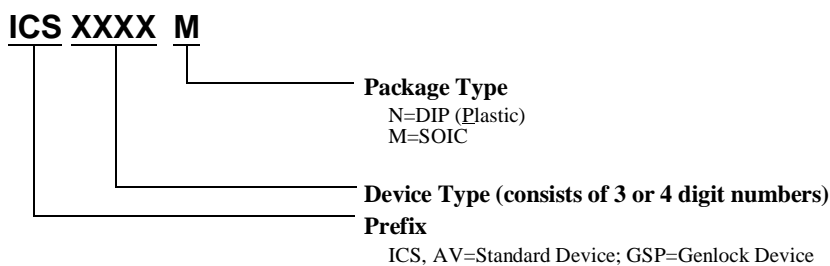 ICS XXXX M
Package Type
N=DIP (Plastic)
M=SOIC
Device Type (consists of 3 or 4 digit numbers)
Prefix
ICS, AV=Standard Device; GSP=Genlock Device